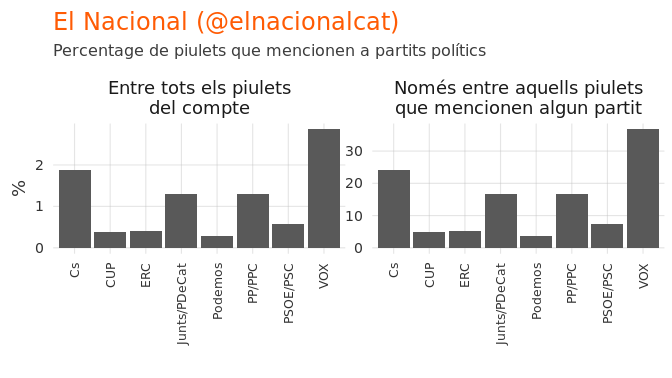 El Nacional (@elnacionalcat)
Percentage de piulets que mencionen a partits polítics
Entre tots els piulets
del compte
%
2
1
0
Cs
CUP
ERC
Junts/PDeCat
Podemos
PP/PPC
PSOE/PSC
VOX
Només entre aquells piulets
que mencionen algun partit
30
20
10
0
Cs
CUP
ERC
Junts/PDeCat
Podemos
PP/PPC
PSOE/PSC
VOX